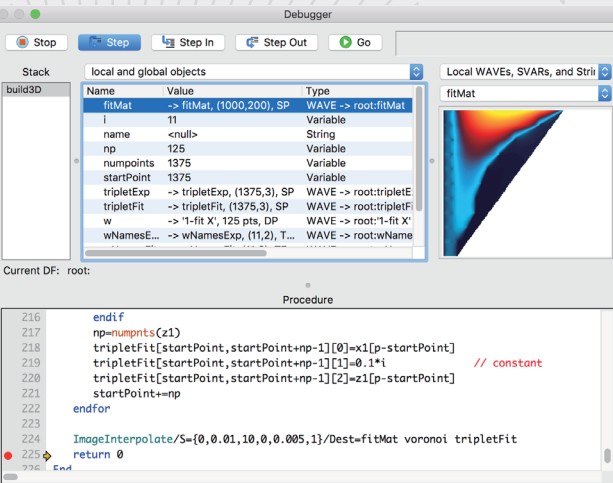 Debugger
Stop Step Step In Step Out Go
Stack local and global objects Local WAVEs, SVARs, and Strir
build3D Name Value Type fitMat
fitMat -> fitMat, (1000,200), SP WAVE -> root:fitMat
i 11 Variable
name <null> String
np 125 Variable
numpoints 1375 Variable
startPoint 1375 Variable
tripletExp -> tripletExp, (1375,3), SP WAVE -> root:tripletE
tripletFit -> tripletFit, (1375,3), SP WAVE -> root:tripletFi
w -> '1-fit X', 125 pts, DP WAVE -> root:'1-fit X'
wNamesE... -> wNamesExp, (11,2), T... WAVE -> root:wName
Current DF: root:
Procedure
216 endif
217 np=numpnts(z1)
218 tripletFit[startPoint,startPoint+np-1][0]=x1[p-startPoint]
219 tripletFit[startPoint,startPoint+np-1][1]=0.1*i // constant
220 tripletFit[startPoint,startPoint+np-1][2]=z1[p-startPoint]
221 startPoint+=np
222 endfor
223
224 ImageInterpolate/S={0,0.01,10,0,0.005,1}/Dest=fitMat voronoi tripletFit
225 return 0
226 End